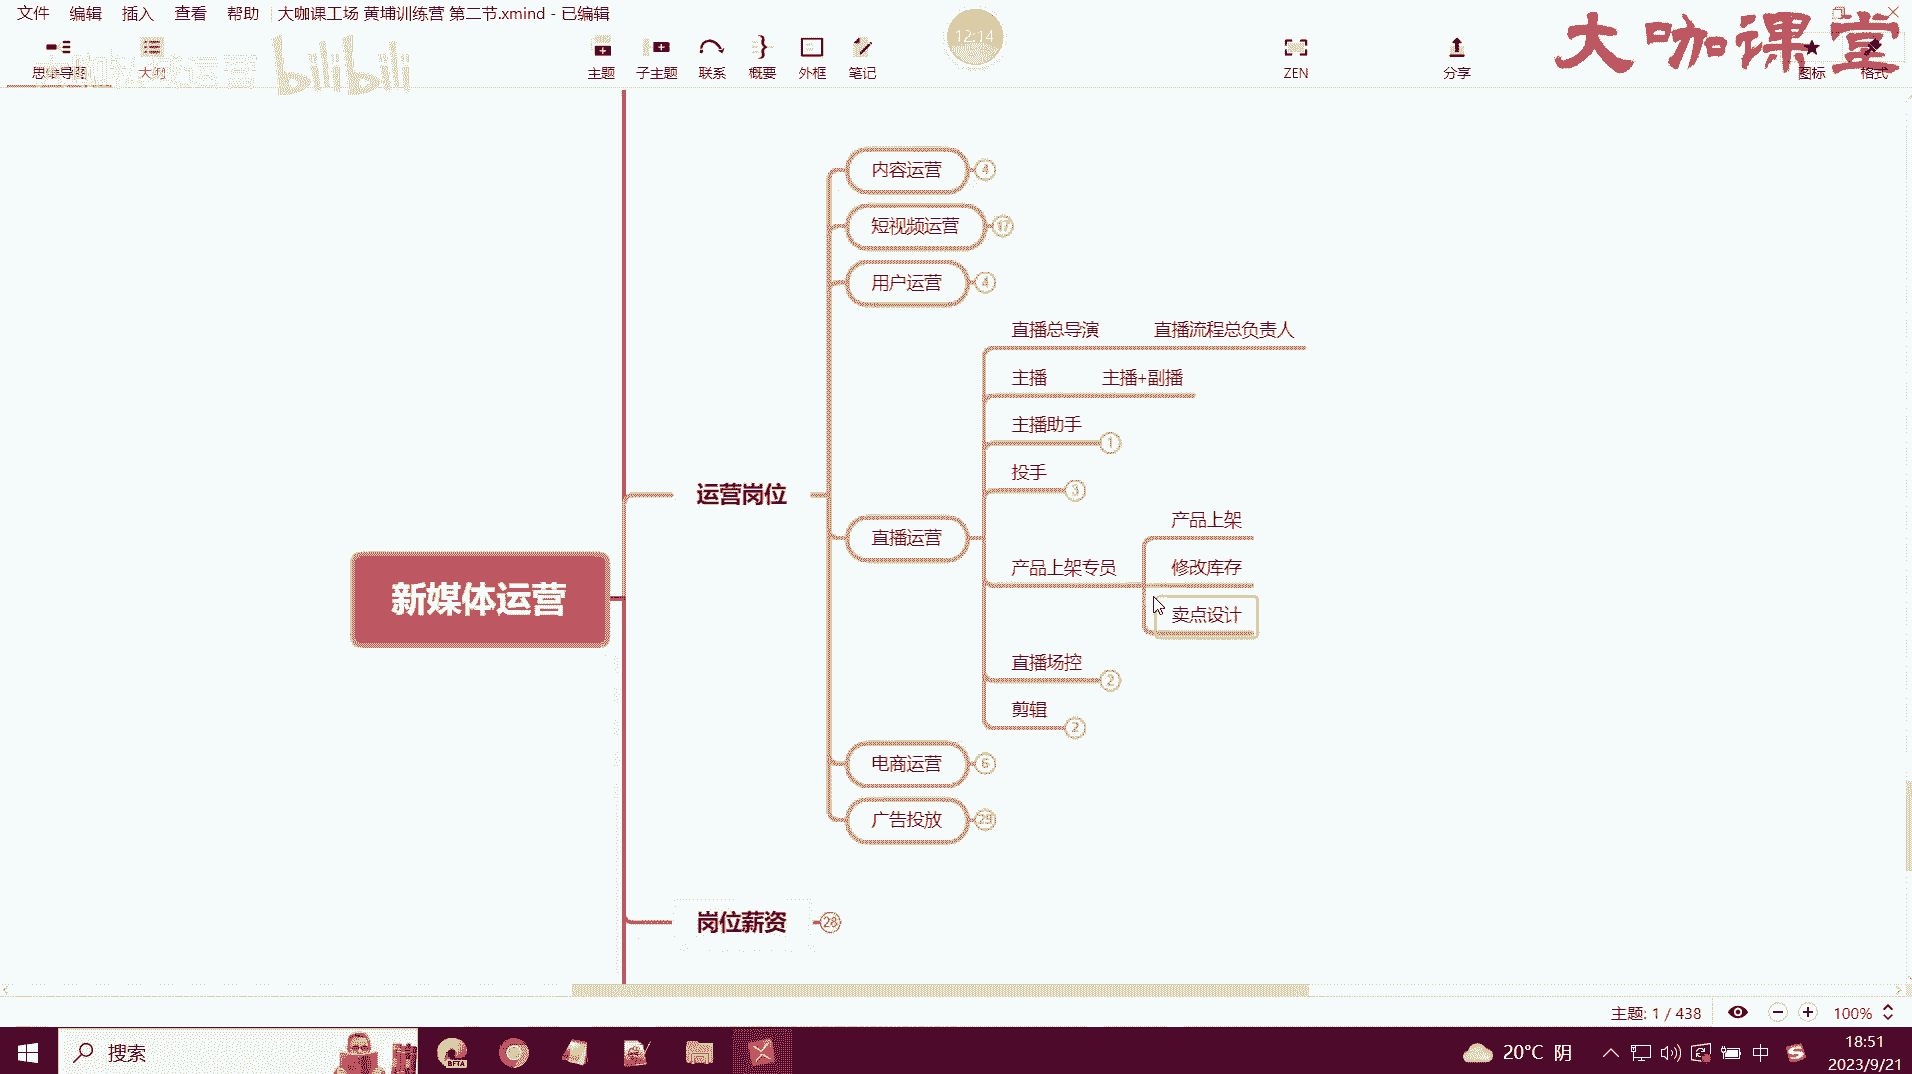 文件 编辑 插入 查看 帮助 大咖课工场 黄埔训练营 第二节.xmind - 已编辑
大咖课堂
12:14
bilibili
思维导图 大纲 主题 子主题 联系 概要 外框 笔记 ZEN 分享 图标 格式
内容运营 4
短视频运营 17
用户运营 4
直播总导演 直播流程总负责人
主播 主播+副播
主播助手 1
投手 3
运营岗位
产品上架
直播运营
产品上架专员 修改库存
新媒体运营
卖点设计
直播场控 2
剪辑 2
电商运营 6
广告投放 29
岗位薪资 28
主题: 1 / 438 100%
搜索
BETA
20°C 阴
中
18:51
2023/9/21